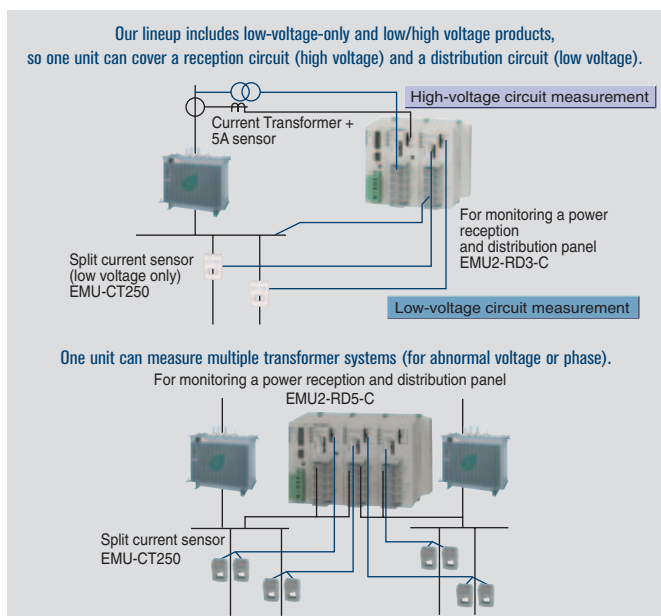 Our lineup includes low-voltage-only and low/high voltage products,
so one unit can cover a reception circuit (high voltage) and a distribution circuit (low voltage).
High-voltage circuit measurement
Current Transformer +
5A sensor
For monitoring a power
reception
and distribution panel
EMU2-RD3-C
Split current sensor
(low voltage only)
EMU-CT250
Low-voltage circuit measurement
One unit can measure multiple transformer systems (for abnormal voltage or phase).
For monitoring a power reception and distribution panel
EMU2-RD5-C
Split current sensor
EMU-CT250